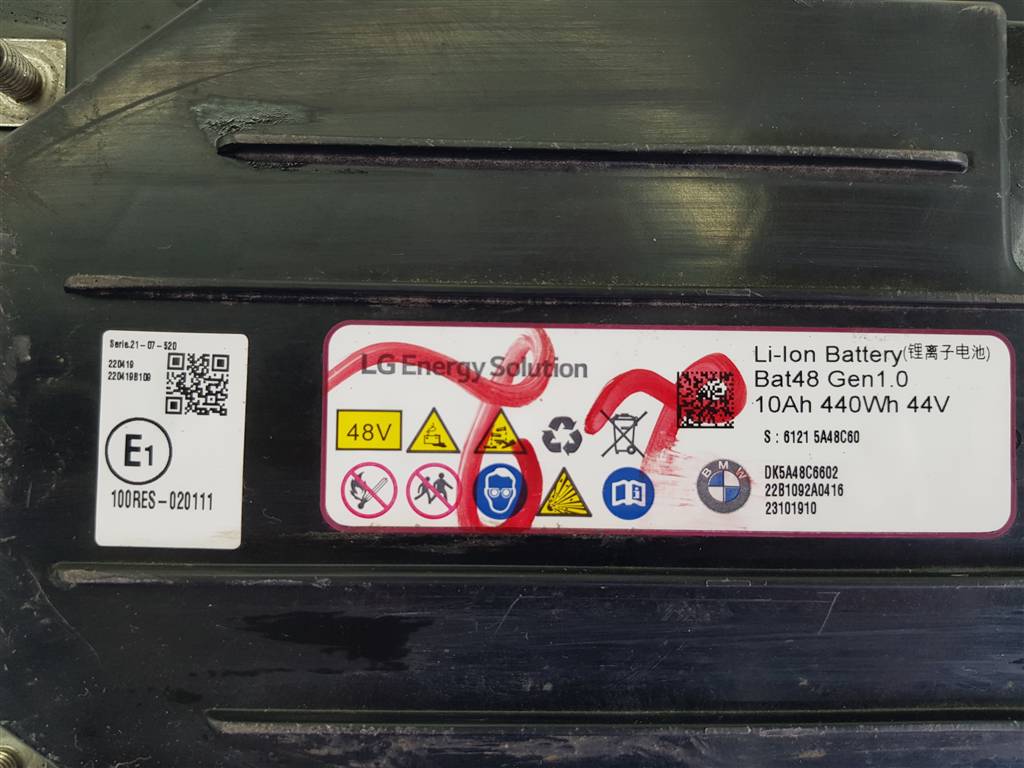 Serie.21-07-520
220419
220419B109
E1
100RES-020111
LG Energy Solution
48V
Li-Ion Battery(锂离子电池)
Bat48 Gen1.0
10Ah 440Wh 44V
S : 6121 5A48C60
BMW
DK5A48C6602
22B1092A0416
23101910